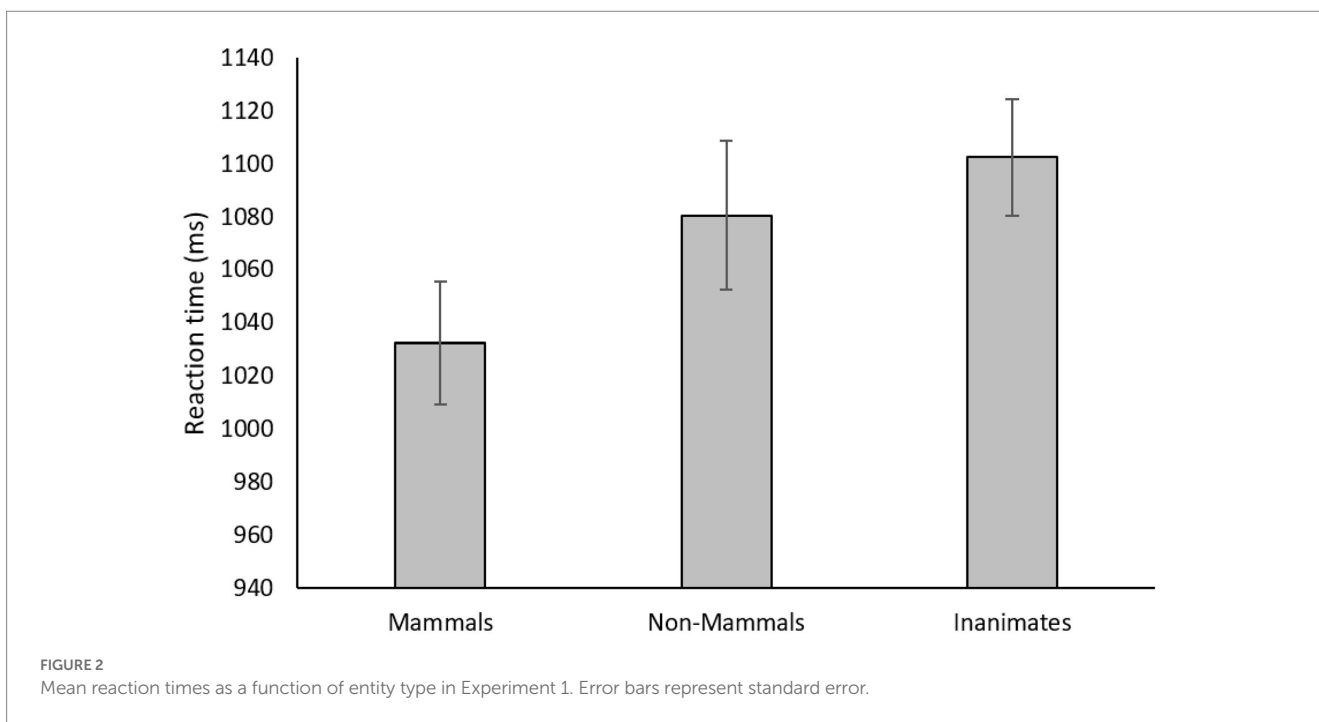 1140
1120
1100
1080
1060
1040
1020
1000
980
960
940
Reaction time (ms)
Mammals Non-Mammals Inanimates
FIGURE 2
Mean reaction times as a function of entity type in Experiment 1. Error bars represent standard error.